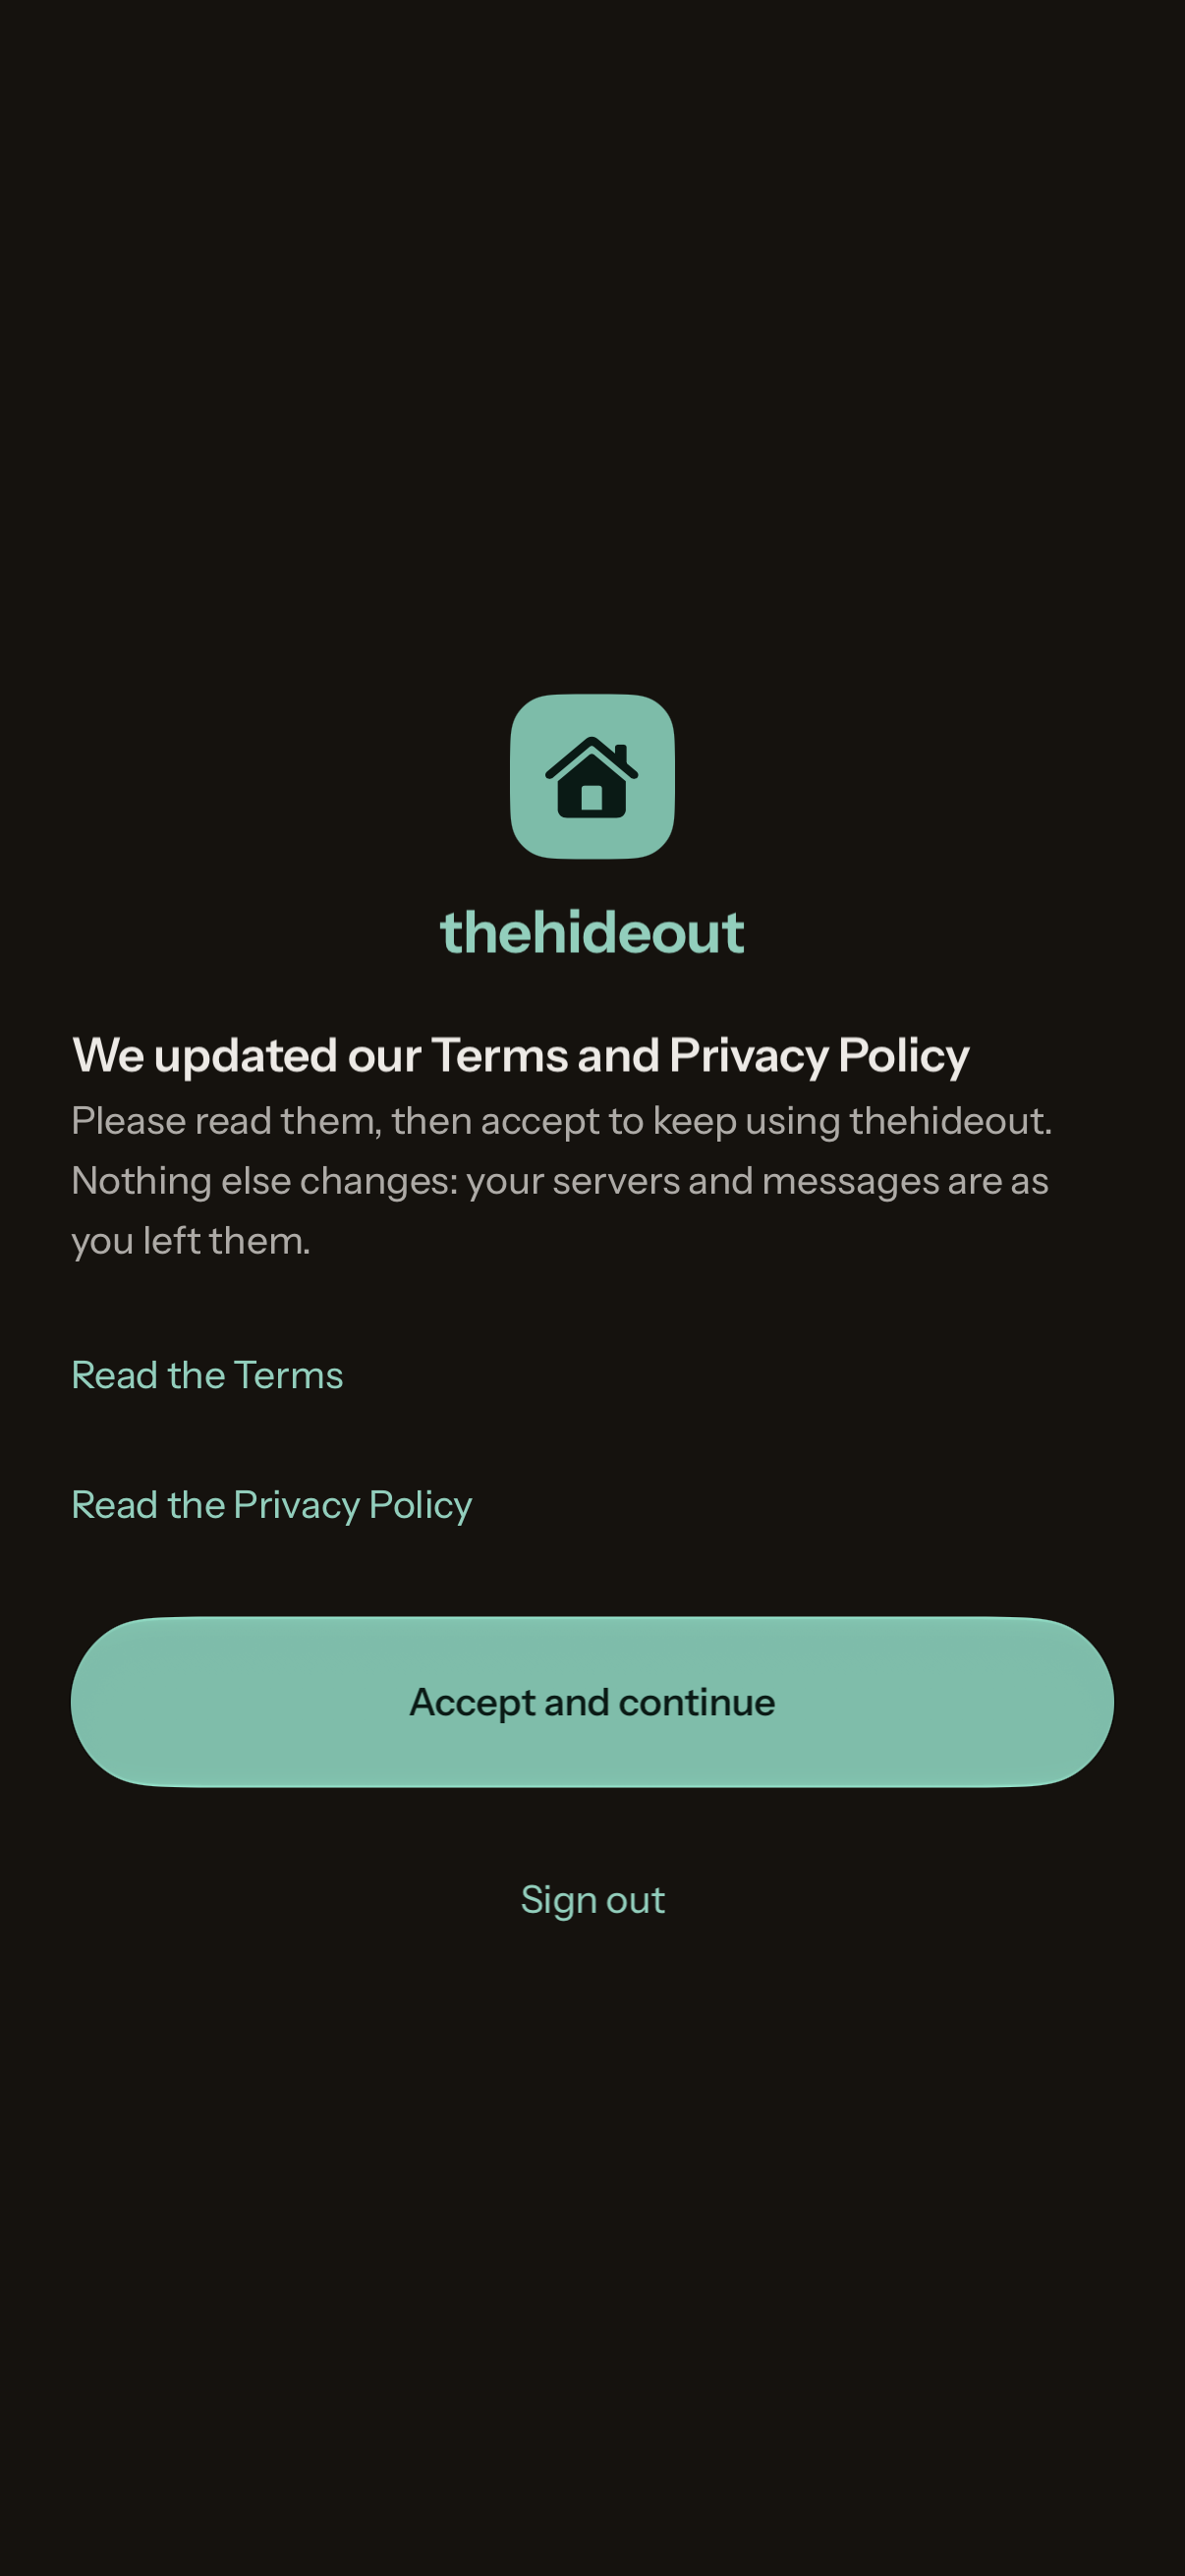 thehideout
We updated our Terms and Privacy Policy
Please read them, then accept to keep using thehideout.
Nothing else changes: your servers and messages are as
you left them.
Read the Terms
Read the Privacy Policy
Accept and continue
Sign out